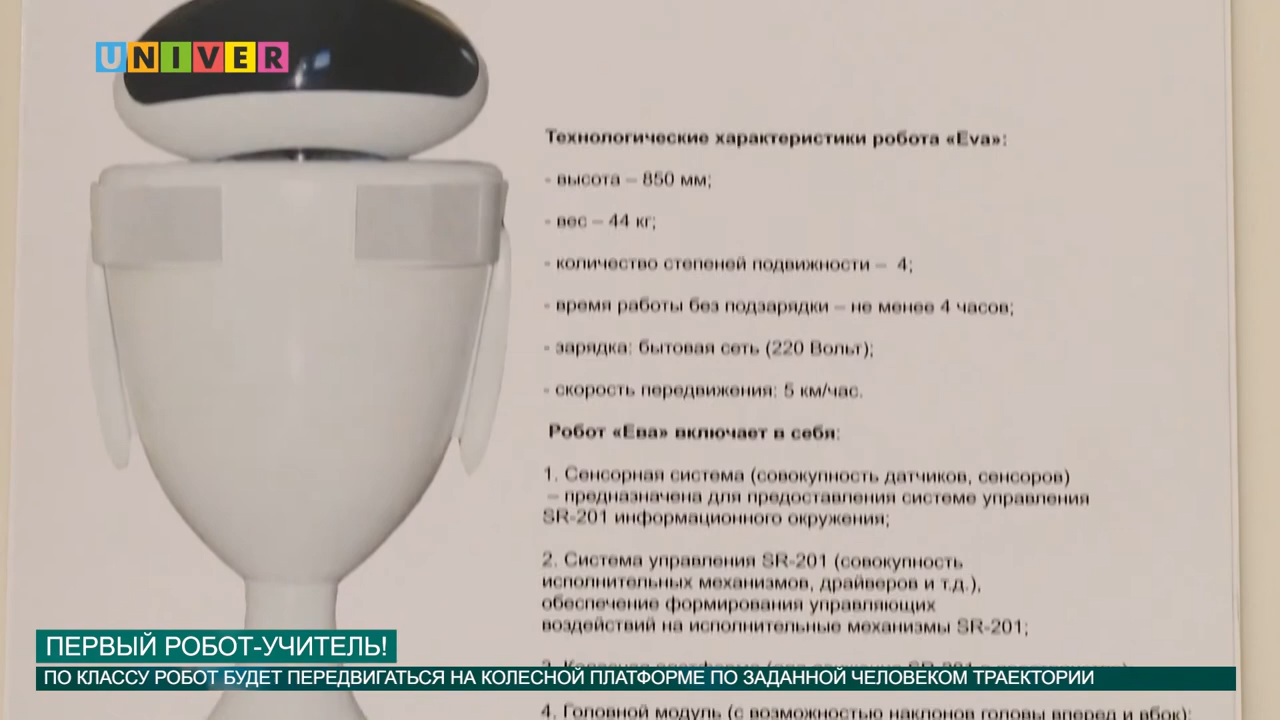 UNIVER
Технологические характеристики робота «Eva»:
- высота – 850 мм;
- вес – 44 кг;
- количество степеней подвижности – 4;
- время работы без подзарядки – не менее 4 часов;
- зарядка: бытовая сеть (220 Вольт);
- скорость передвижения: 5 км/час.
Робот «Ева» включает в себя:
1. Сенсорная система (совокупность датчиков, сенсоров)
– предназначена для предоставления системе управления
SR-201 информационного окружения;
2. Система управления SR-201 (совокупность
исполнительных механизмов, драйверов и т.д.),
обеспечение формирования управляющих
воздействий на исполнительные механизмы SR-201;
4. Головной модуль (с возможностью наклонов головы вперед и вбок);
ПЕРВЫЙ РОБОТ-УЧИТЕЛЬ!
ПО КЛАССУ РОБОТ БУДЕТ ПЕРЕДВИГАТЬСЯ НА КОЛЕСНОЙ ПЛАТФОРМЕ ПО ЗАДАННОЙ ЧЕЛОВЕКОМ ТРАЕКТОРИИ